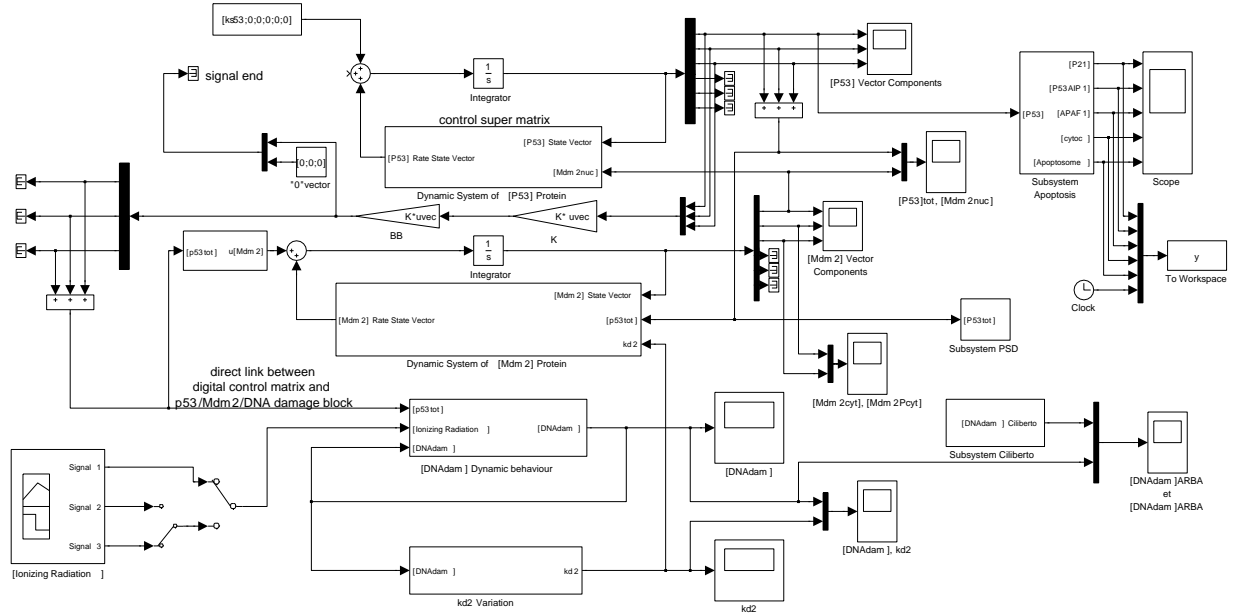 [ks53;0;0;0;0;0]
signal end
1
s
Integrator
control super matrix
[P53] State Vector
[P53] Rate State Vector
[Mdm 2nuc ]
Dynamic System of [P53] Protein
[0;0;0]
"0"vector
K* uvec
BB
K* uvec
K
[P53] Vector Components
+ + +
[P53]tot , [Mdm 2nuc]
[P53]
[P21]
[P53AIP 1]
[APAF 1]
[cytoc ]
[Apoptosome ]
Subsystem
Apoptosis
Scope
y
To Workspace
Clock
[p53tot ]
u[Mdm 2]
1
s
Integrator
[Mdm 2] Vector
Components
+ + +
[Mdm 2] State Vector
[Mdm 2] Rate State Vector
[p53tot ]
kd 2
Dynamic System of [Mdm 2] Protein
[P53tot ]
Subsystem PSD
[Mdm 2cyt], [Mdm 2Pcyt]
direct link between
digital control matrix and
p53/Mdm2/DNA damage block
[p53tot ]
[Ionizing Radiation ]
[DNAdam ]
[DNAdam ]
[DNAdam ] Dynamic behaviour
[DNAdam ]
[DNAdam ] Ciliberto
Subsystem Ciliberto
[DNAdam ]ARBA
et
[DNAdam ]ARBA
Signal 1
Signal 2
Signal 3
[Ionizing Radiation ]
[DNAdam ]
kd 2
kd2 Variation
[DNAdam ], kd2
kd2